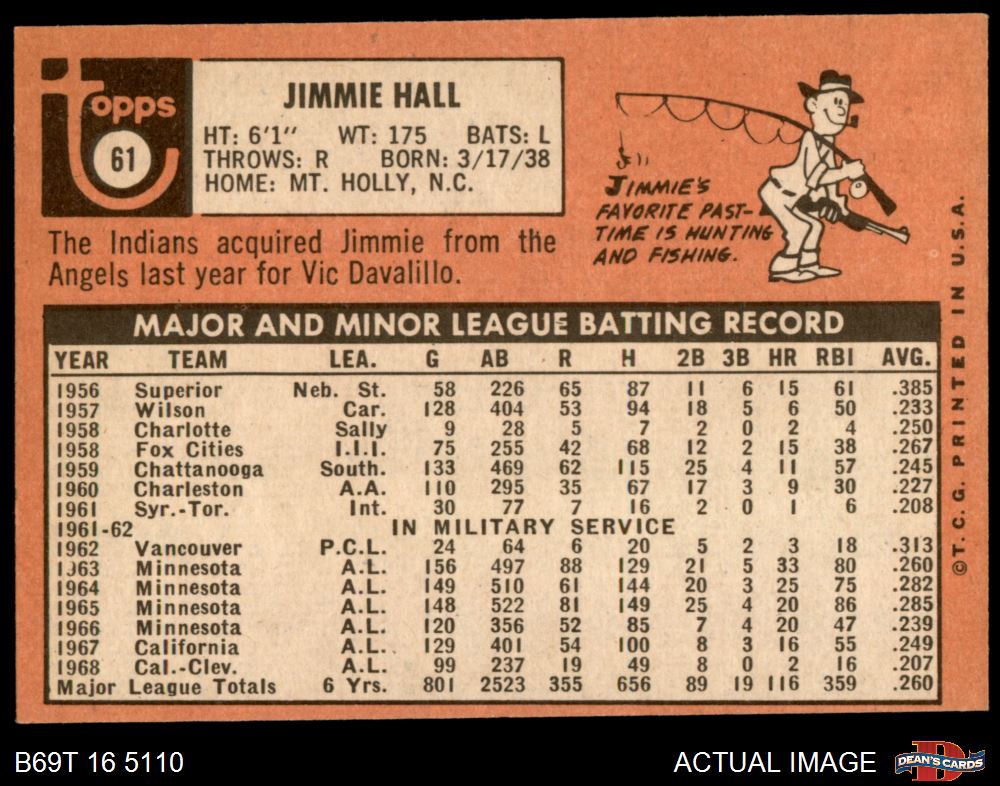 Topps
61
JIMMIE HALL
HT: 6'1" WT: 175 BATS: L
THROWS: R BORN: 3/17/38
HOME: MT. HOLLY, N.C.
The Indians acquired Jimmie from the
Angels last year for Vic Davalillo.
JIMMIE'S
FAVORITE PAST-
TIME IS HUNTING
AND FISHING.
MAJOR AND MINOR LEAGUE BATTING RECORD
YEAR TEAM LEA. G AB R H 2B 3B HR RBI AVG.
1956 Superior Neb. St. 58 226 65 87 11 6 15 61 .385
1957 Wilson Car. 128 404 53 94 18 5 6 50 .233
1958 Charlotte Sally 9 28 5 7 2 0 2 4 .250
1958 Fox Cities I.I.I. 75 255 42 68 12 2 15 38 .267
1959 Chattanooga South. 133 469 62 115 25 4 11 57 .245
1960 Charleston A.A. 110 295 35 67 17 3 9 30 .227
1961 Syr.-Tor. Int. 30 77 7 16 2 0 1 6 .208
1961-62 IN MILITARY SERVICE
1962 Vancouver P.C.L. 24 64 6 20 5 2 3 18 .313
1963 Minnesota A.L. 156 497 88 129 21 5 33 80 .260
1964 Minnesota A.L. 149 510 61 144 20 3 25 75 .282
1965 Minnesota A.L. 148 522 81 149 25 4 20 86 .285
1966 Minnesota A.L. 120 356 52 85 7 4 20 47 .239
1967 California A.L. 129 401 54 100 8 3 16 55 .249
1968 Cal.-Clev. A.L. 99 237 19 49 8 0 2 16 .207
Major League Totals 6 Yrs. 801 2523 355 656 89 19 116 359 .260
©T.C.G. PRINTED IN U.S.A.
B69T 16 5110
ACTUAL IMAGE
DEAN'S CARDS